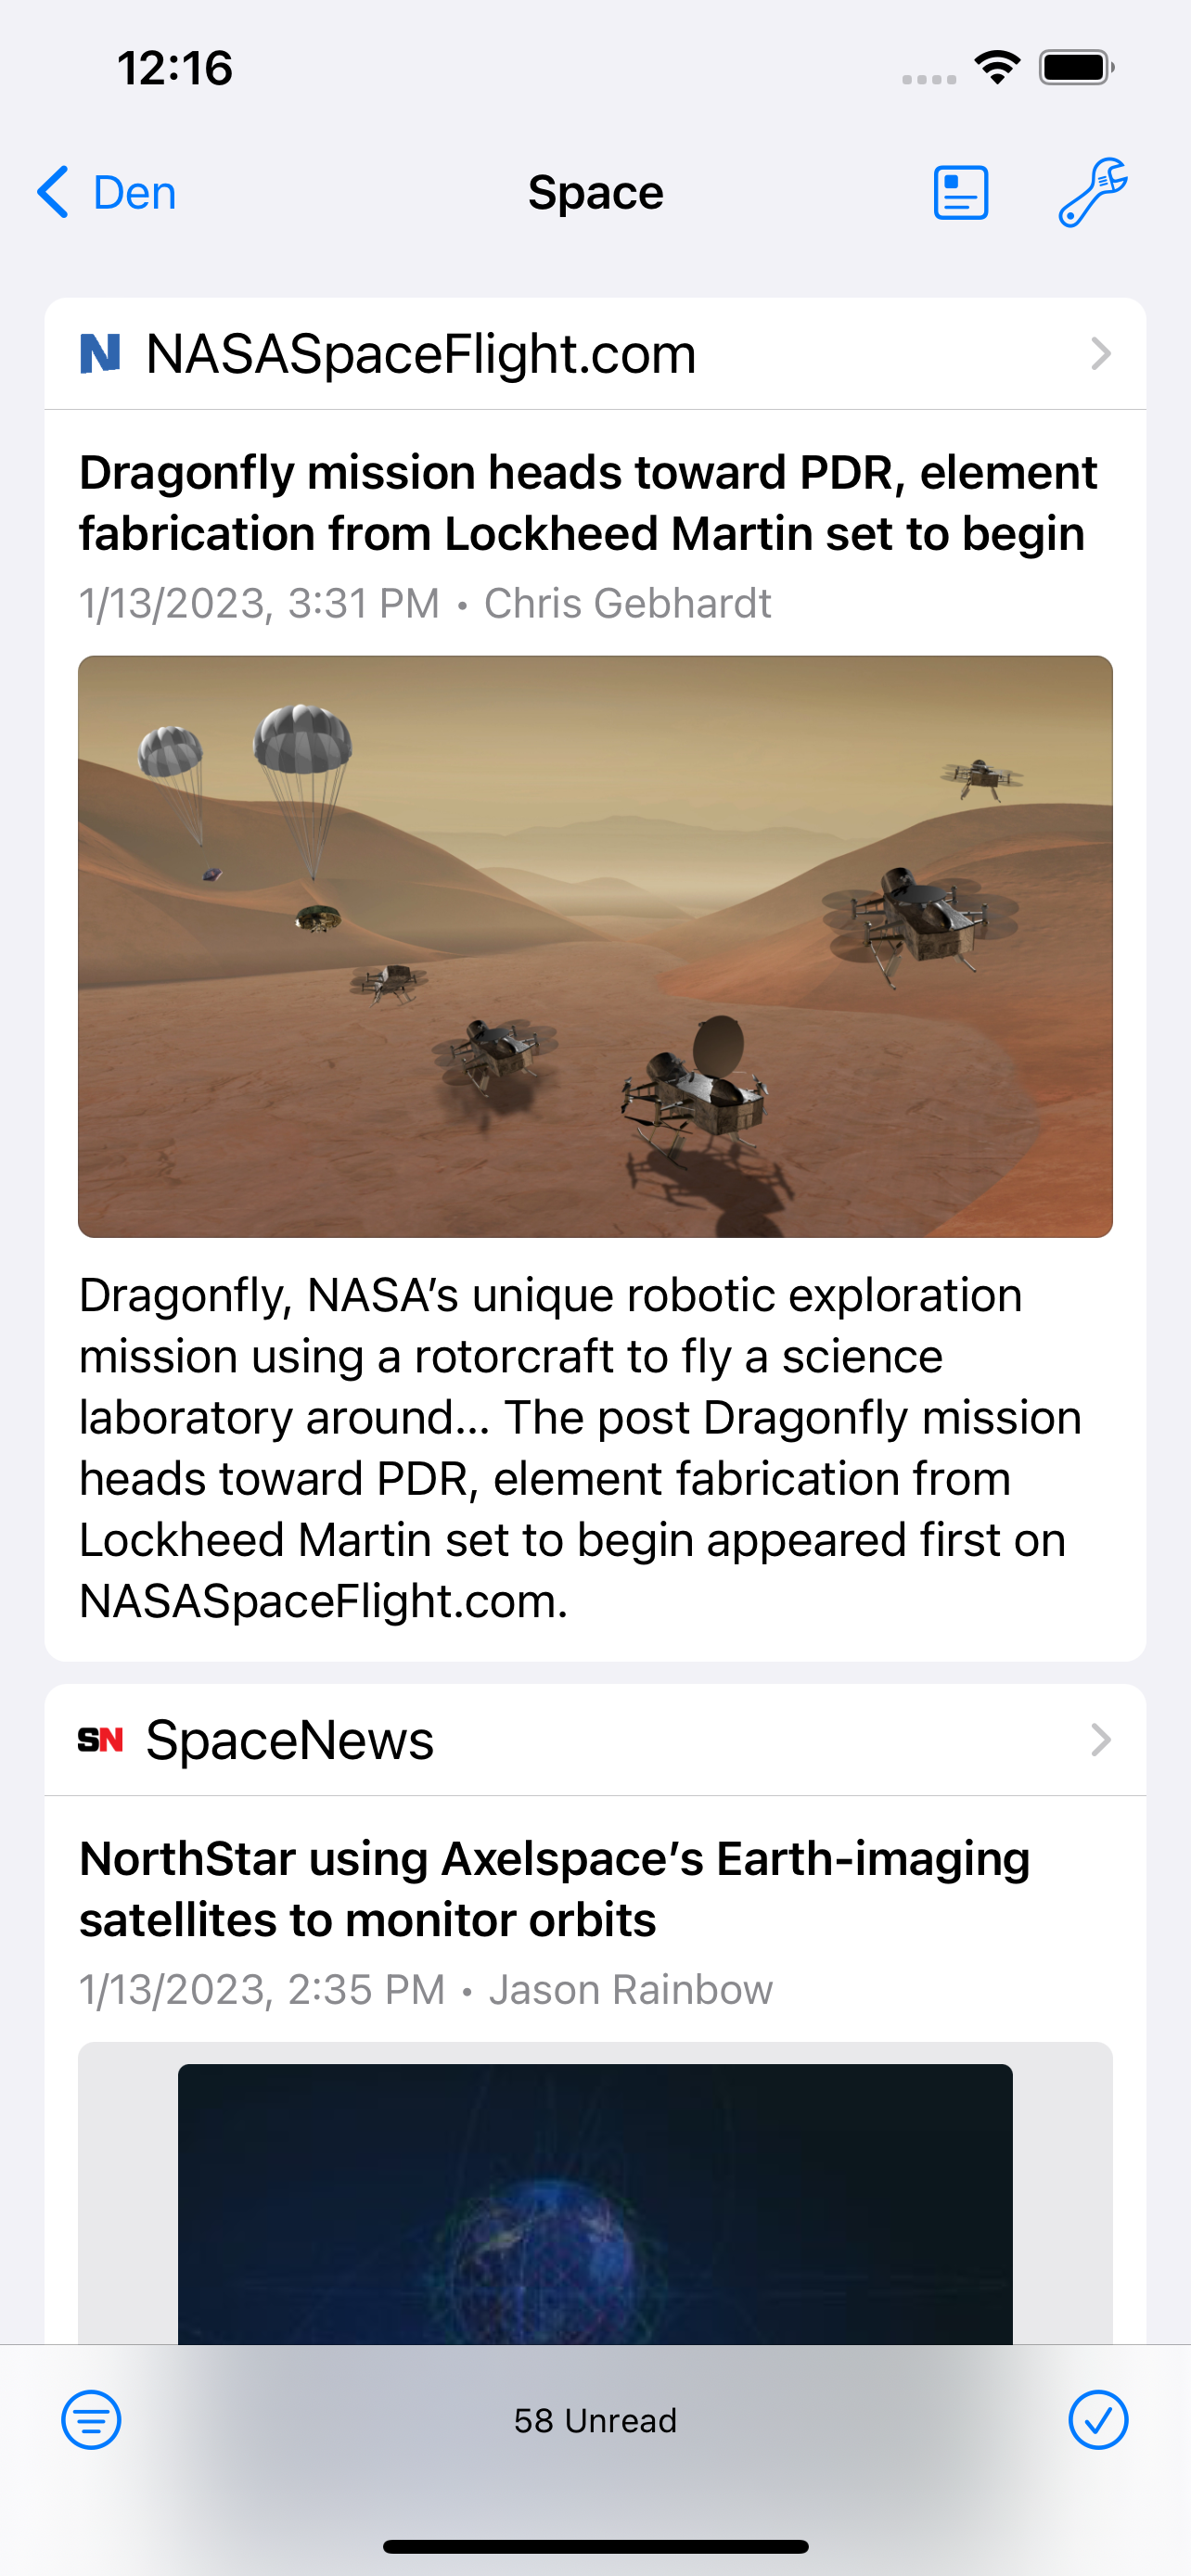 12:16
Den
Space
N NASASpaceFlight.com
Dragonfly mission heads toward PDR, element
fabrication from Lockheed Martin set to begin
1/13/2023, 3:31 PM • Chris Gebhardt
Dragonfly, NASA’s unique robotic exploration
mission using a rotorcraft to fly a science
laboratory around... The post Dragonfly mission
heads toward PDR, element fabrication from
Lockheed Martin set to begin appeared first on
NASASpaceFlight.com.
SN SpaceNews
NorthStar using Axelspace’s Earth-imaging
satellites to monitor orbits
1/13/2023, 2:35 PM • Jason Rainbow
58 Unread